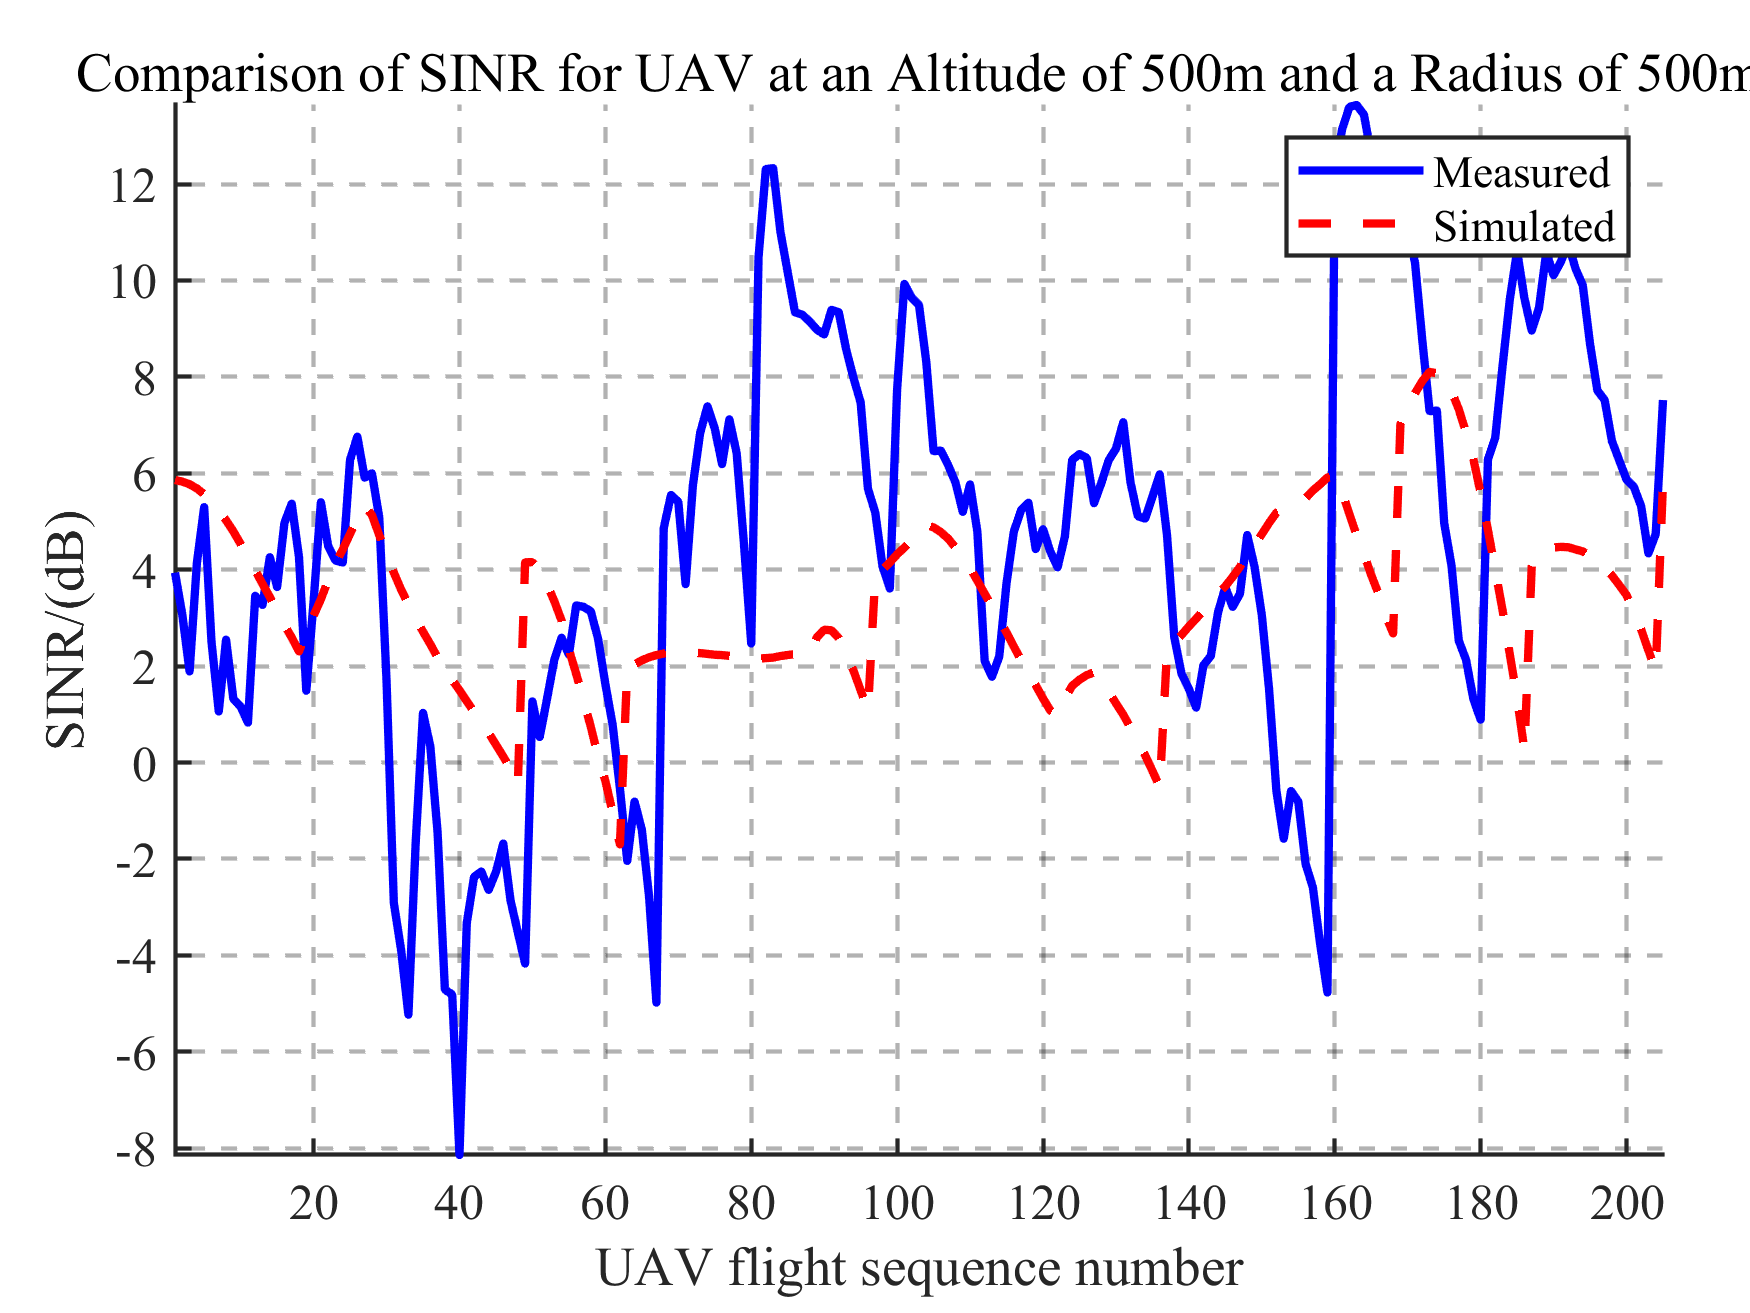 Comparison of SINR for UAV at an Altitude of 500m and a Radius of 500m
Measured
Simulated
12
10
8
6
4
2
0
-2
-4
-6
-8
SINR/(dB)
20 40 60 80 100 120 140 160 180 200
UAV flight sequence number